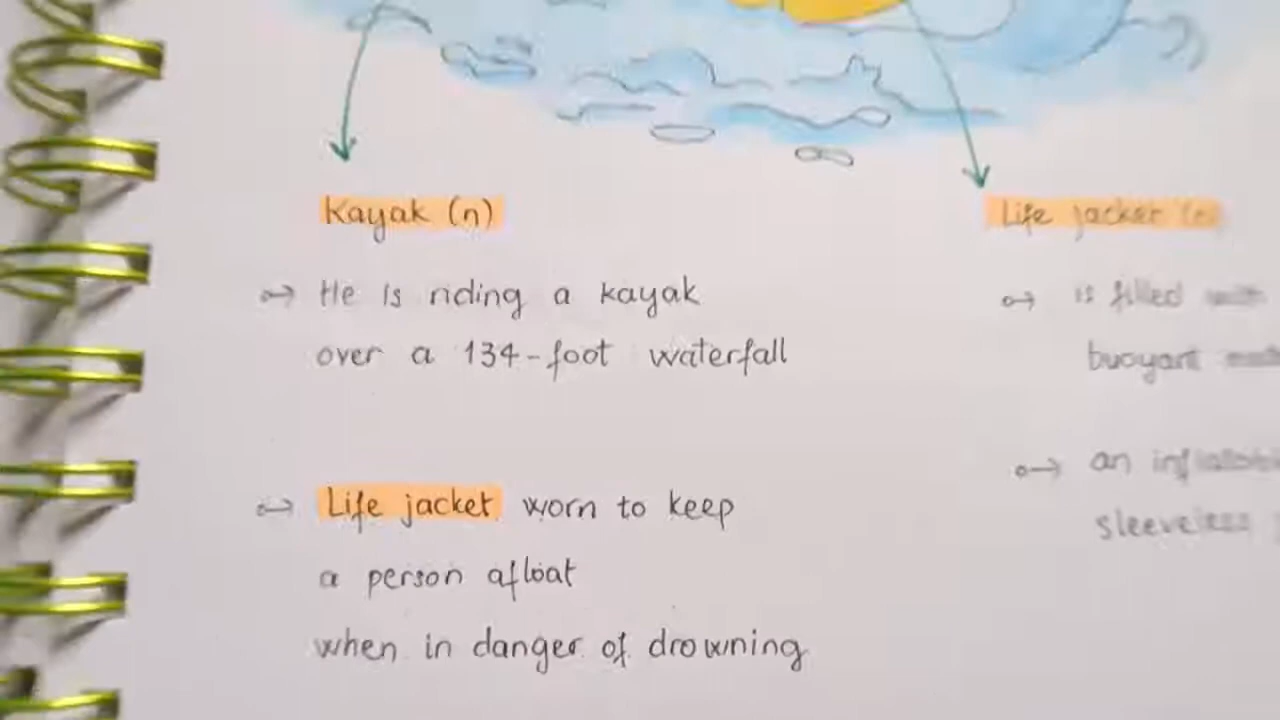 Kayak (n)
He is riding a kayak
over a 134-foot waterfall
Life jacket worn to keep
a person afloat
when in danger of drowning
Life jacket (n)
is filled with
buoyant
an
sleeveless